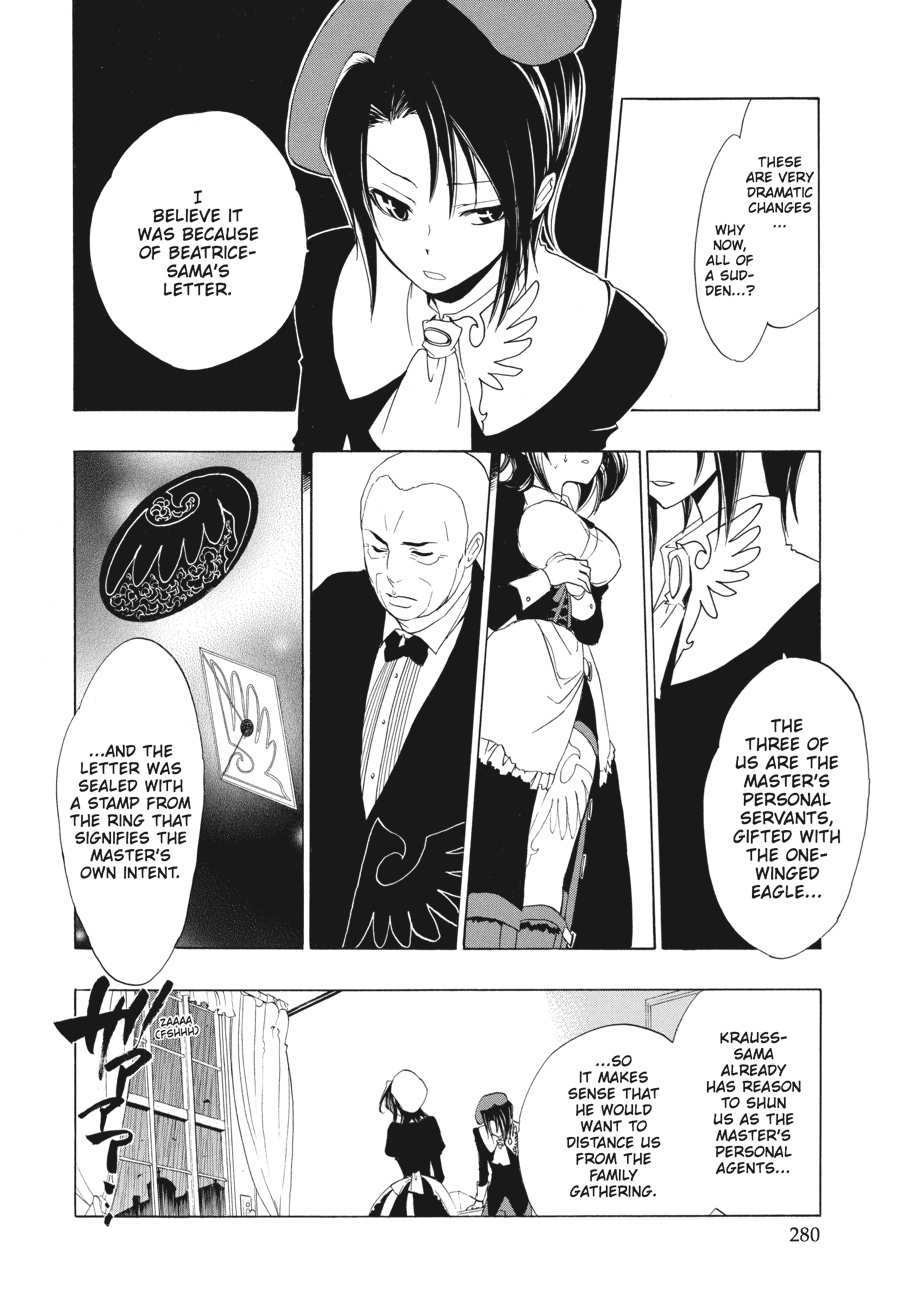 THESE
ARE VERY
DRAMATIC
CHANGES
...
WHY
NOW,
ALL OF
A SUD-
DEN...?
I
BELIEVE IT
WAS BECAUSE
OF BEATRICE-
SAMA'S
LETTER.
THE
THREE OF
US ARE THE
MASTER'S
PERSONAL
SERVANTS,
GIFTED WITH
THE ONE-
WINGED
EAGLE...
...AND THE
LETTER WAS
SEALED WITH
A STAMP FROM
THE RING THAT
SIGNIFIES THE
MASTER'S
OWN INTENT.
KRAUSS-
SAMA
ALREADY
HAS REASON
TO SHUN
US AS THE
MASTER'S
PERSONAL
AGENTS...
...SO
IT MAKES
SENSE THAT
HE WOULD
WANT TO
DISTANCE US
FROM THE
FAMILY
GATHERING.
ザアアア...
ZAAAA
(FSHHH)
280